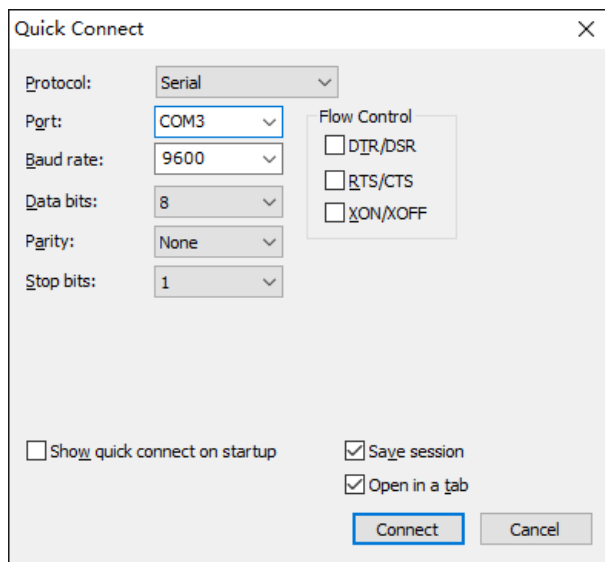 Quick Connect
Protocol: Serial
Port: COM3
Flow Control
DTR/DSR
Baud rate: 9600
RTS/CTS
Data bits: 8
XON/XOFF
Parity: None
Stop bits: 1
Show quick connect on startup
Save session
Open in a tab
Connect Cancel